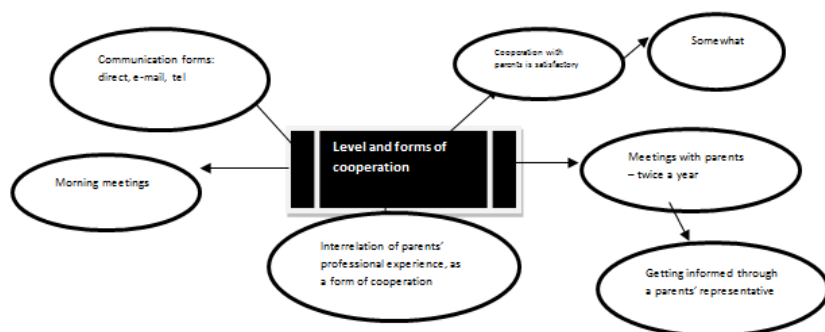 Communication forms:
direct, e-mail, tel
Cooperation with
parents is satisfactory
Somewhat
Level and forms of
cooperation
Morning meetings
Meetings with parents
– twice a year
Interrelation of parents’
professional experience, as
a form of cooperation
Getting informed through
a parents’ representative